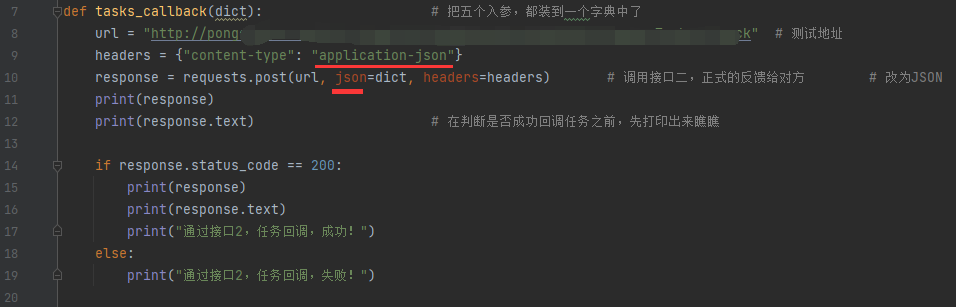 7 def tasks_callback(dict): # 把五个入参，都装到一个字典中了
8 url = "http://ponq ck" # 测试地址
9 headers = {"content-type": "application-json"}
10 response = requests.post(url, json=dict, headers=headers) # 调用接口二，正式的反馈给对方 # 改为JSON
11 print(response)
12 print(response.text) # 在判断是否成功回调任务之前，先打印出来瞧瞧
13
14 if response.status_code == 200:
15 print(response)
16 print(response.text)
17 print("通过接口2，任务回调，成功！")
18 else:
19 print("通过接口2，任务回调，失败！")
20